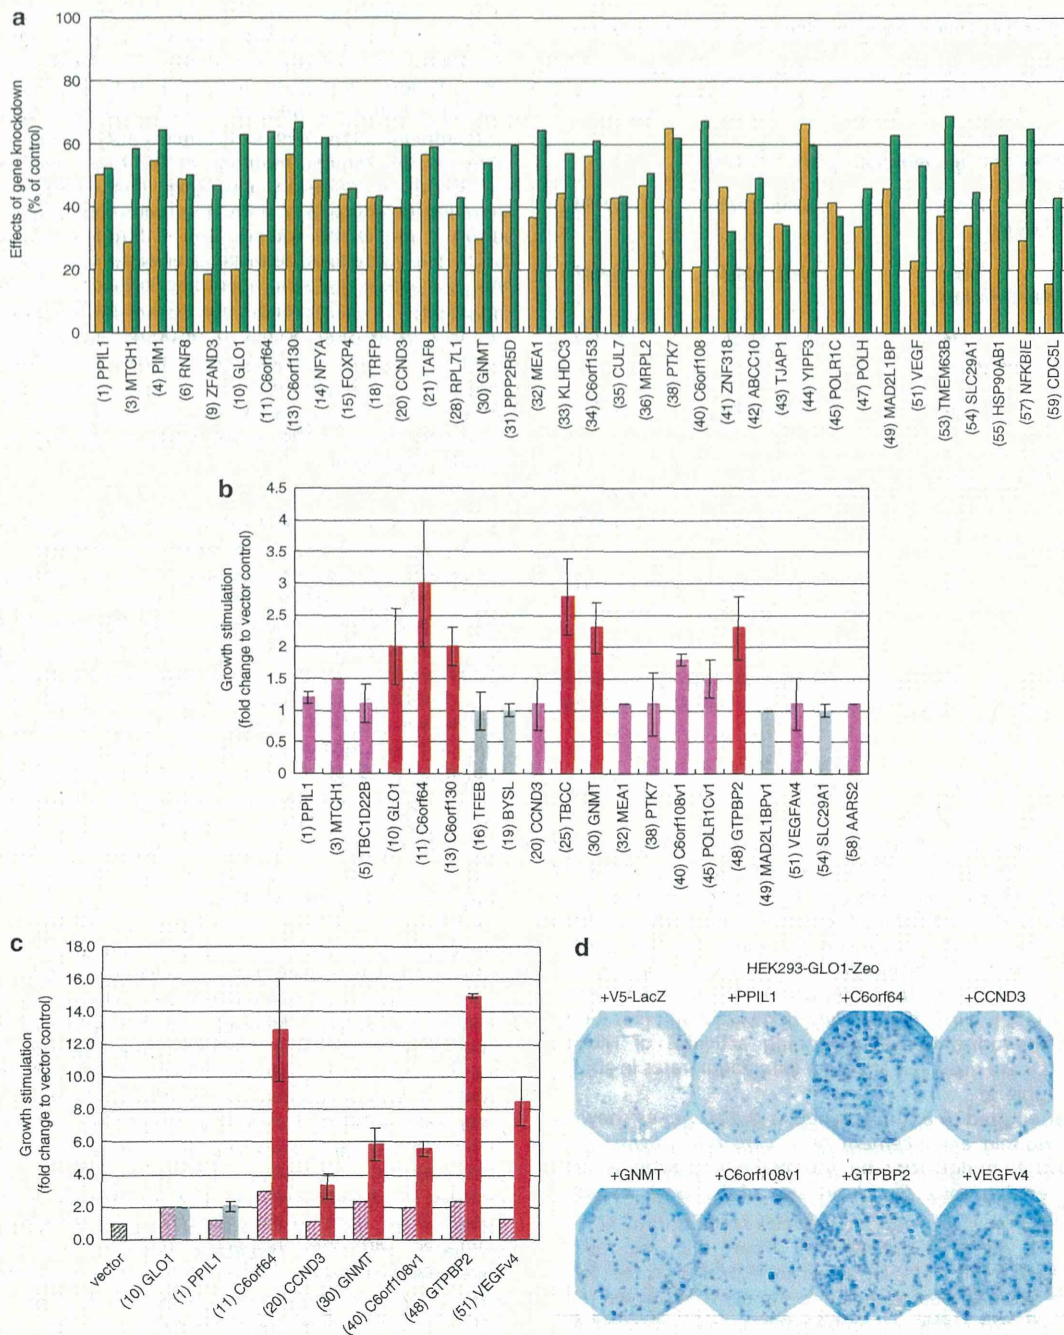 a
Effects of gene knockdown
(% of control)
100
80
60
40
20
0
(1) PPIL1
(3) MTCH1
(4) PIM1
(6) RNF8
(9) ZFAND3
(10) GLO1
(11) C6orf64
(13) C6orf130
(14) NFYA
(15) FOXP4
(18) TRFP
(20) CCND3
(21) TAF8
(28) RPL7L1
(30) GNMT
(31) PPP2R5D
(32) MEA1
(33) KLHDC3
(34) C6orf153
(35) CUL7
(36) MRPL2
(38) PTK7
(40) C6orf108
(41) ZNF318
(42) ABCC10
(43) TJAP1
(44) YIPF3
(45) POLR1C
(47) POLH
(49) MAD2L1BP
(51) VEGF
(53) TMEM63B
(54) SLC29A1
(55) HSP90AB1
(57) NFKBIE
(59) CDC5L
b
Growth stimulation
(fold change to vector control)
4.5
4
3.5
3
2.5
2
1.5
1
0.5
0
(1) PPIL1
(3) MTCH1
(5) TBC1D22B
(10) GLO1
(11) C6orf64
(13) C6orf130
(16) TFEB
(19) BYSL
(20) CCND3
(25) TBCC
(30) GNMT
(32) MEA1
(38) PTK7
(40) C6orf108v1
(45) POLR1Cv1
(48) GTPBP2
(49) MAD2L1BPv1
(51) VEGFAv4
(54) SLC29A1
(58) AARS2
c
Growth stimulation
(fold change to vector control)
18.0
16.0
14.0
12.0
10.0
8.0
6.0
4.0
2.0
0.0
vector
(10) GLO1
(1) PPIL1
(11) C6orf64
(20) CCND3
(30) GNMT
(40) C6orf108v1
(48) GTPBP2
(51) VEGFv4
d
HEK293-GLO1-Zeo
+V5-LacZ
+PPIL1
+C6orf64
+CCND3
+GNMT
+C6orf108v1
+GTPBP2
+VEGFv4